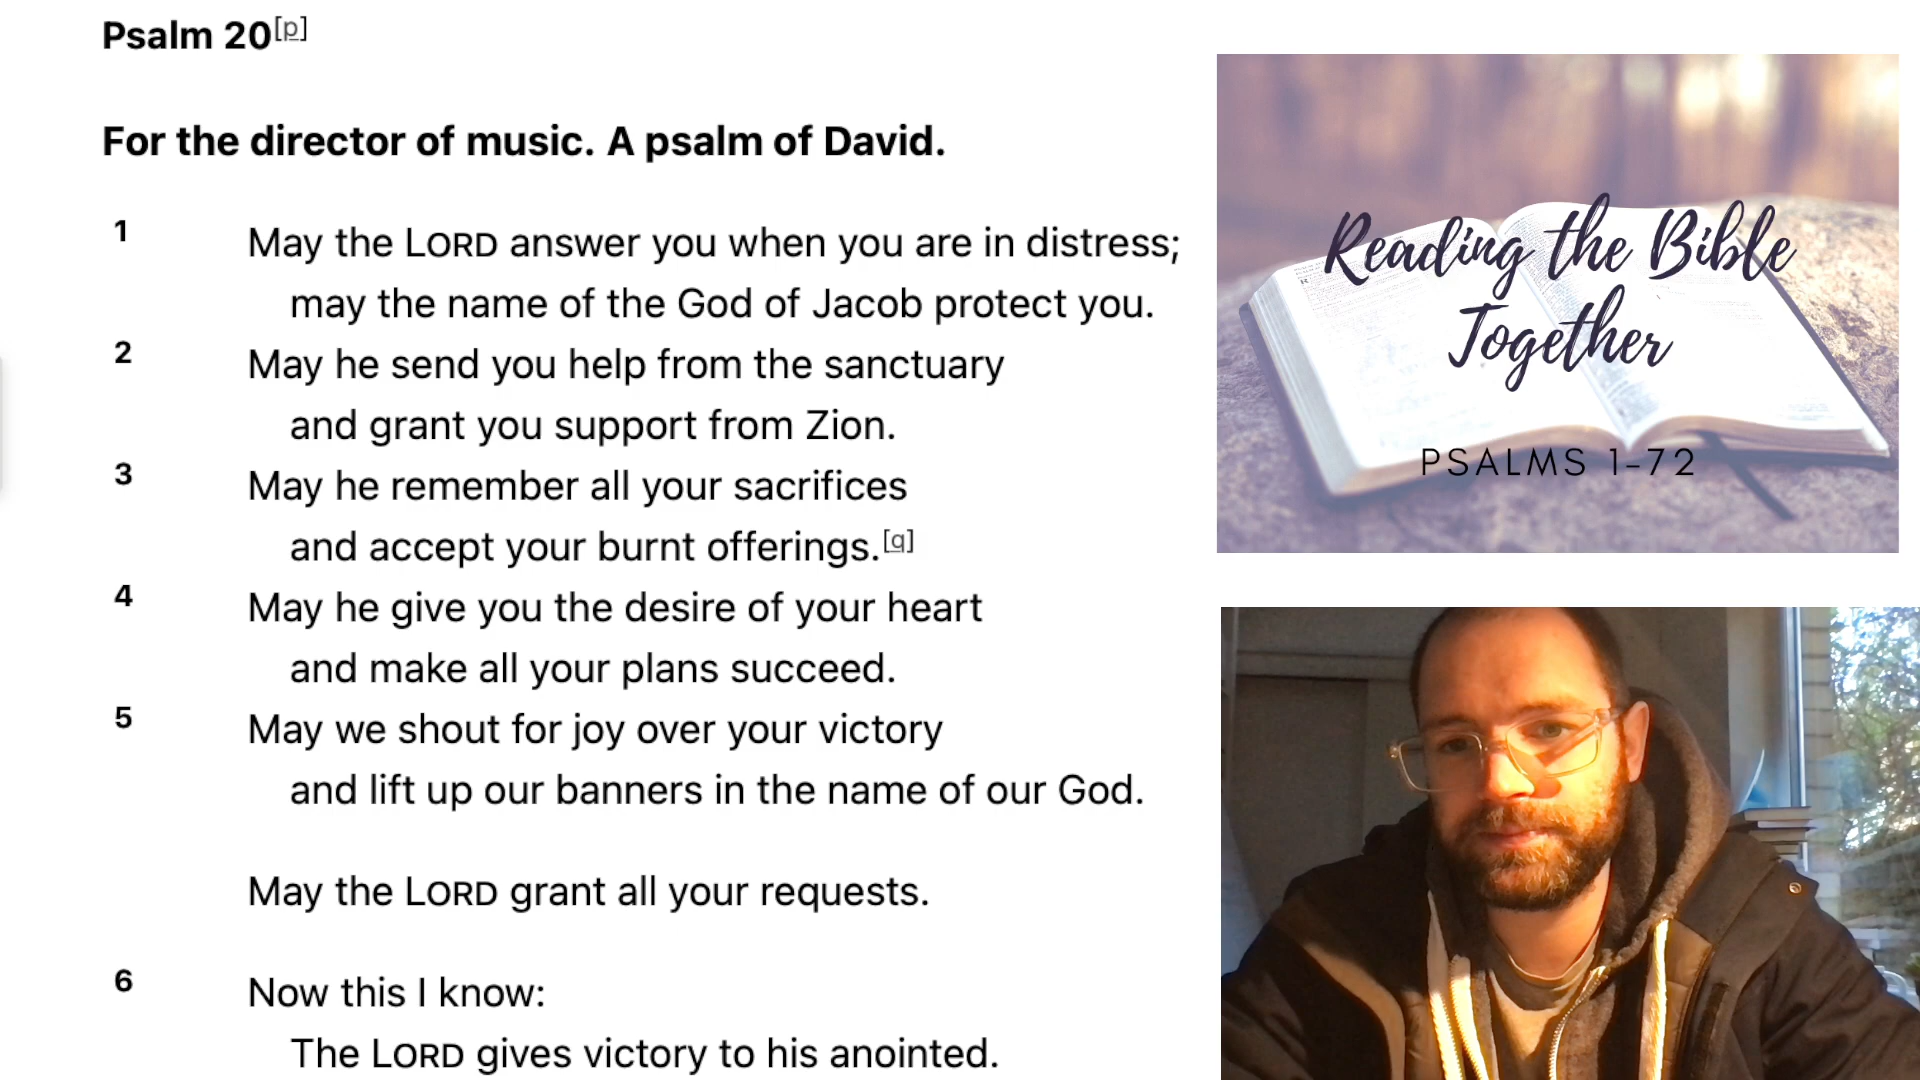 Psalm 20[p]
For the director of music. A psalm of David.
1 May the LORD answer you when you are in distress;
may the name of the God of Jacob protect you.
2 May he send you help from the sanctuary
and grant you support from Zion.
3 May he remember all your sacrifices
and accept your burnt offerings.[q]
4 May he give you the desire of your heart
and make all your plans succeed.
5 May we shout for joy over your victory
and lift up our banners in the name of our God.
May the LORD grant all your requests.
6 Now this I know:
The LORD gives victory to his anointed.
Reading the Bible
Together
PSALMS 1-72